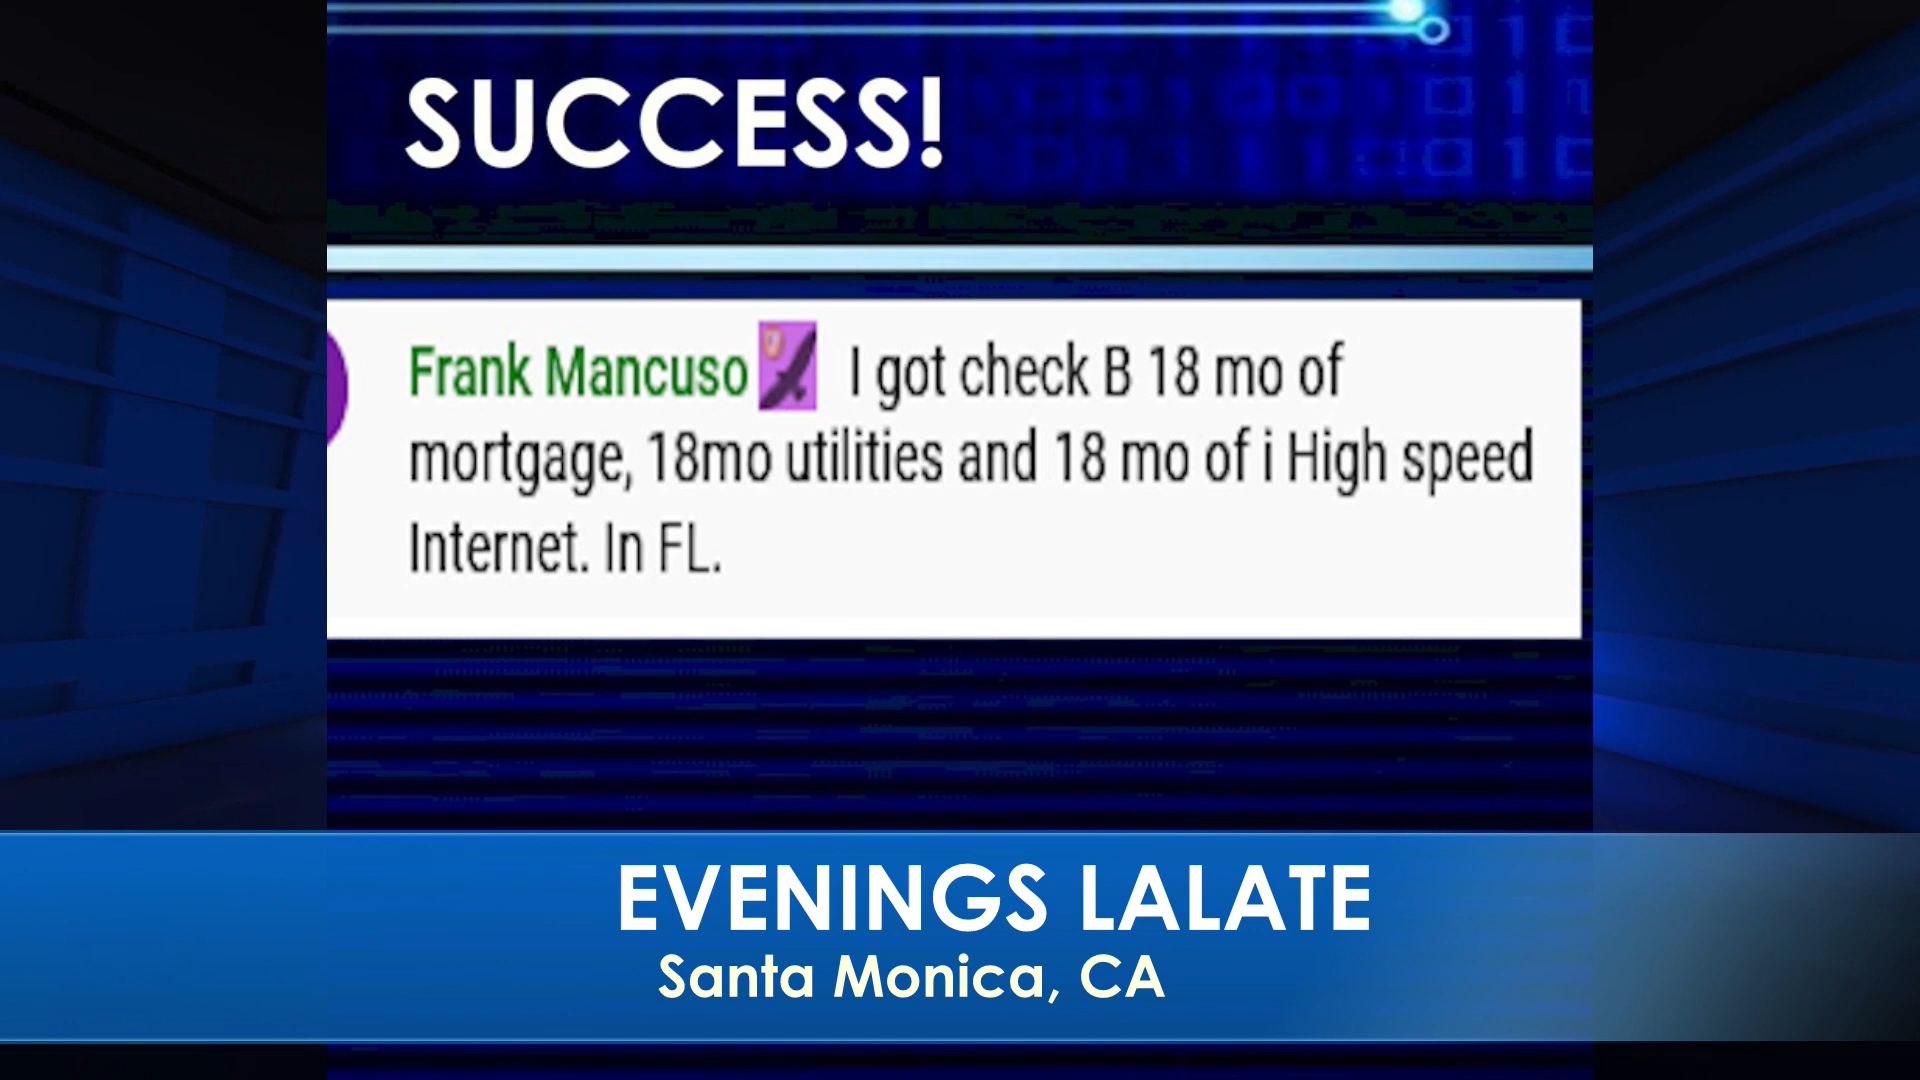 SUCCESS!
Frank Mancuso I got check B 18 mo of
mortgage, 18mo utilities and 18 mo of i High speed
Internet. In FL.
EVENINGS LALATE
Santa Monica, CA